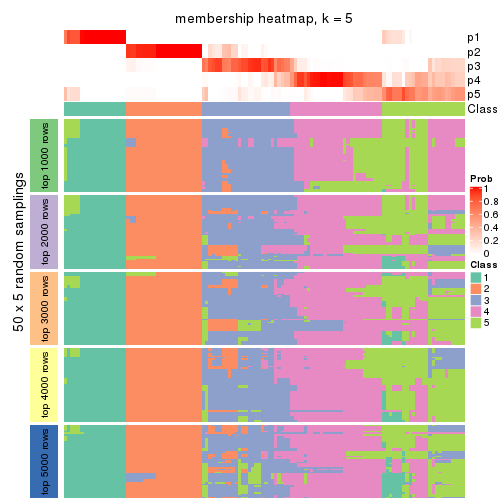 membership heatmap, k = 5
p1
p2
p3
p4
p5
Class
50 x 5 random samplings
top 1000 rows
top 2000 rows
top 3000 rows
top 4000 rows
top 5000 rows
Prob
1
0.8
0.6
0.4
0.2
0
Class
1
2
3
4
5